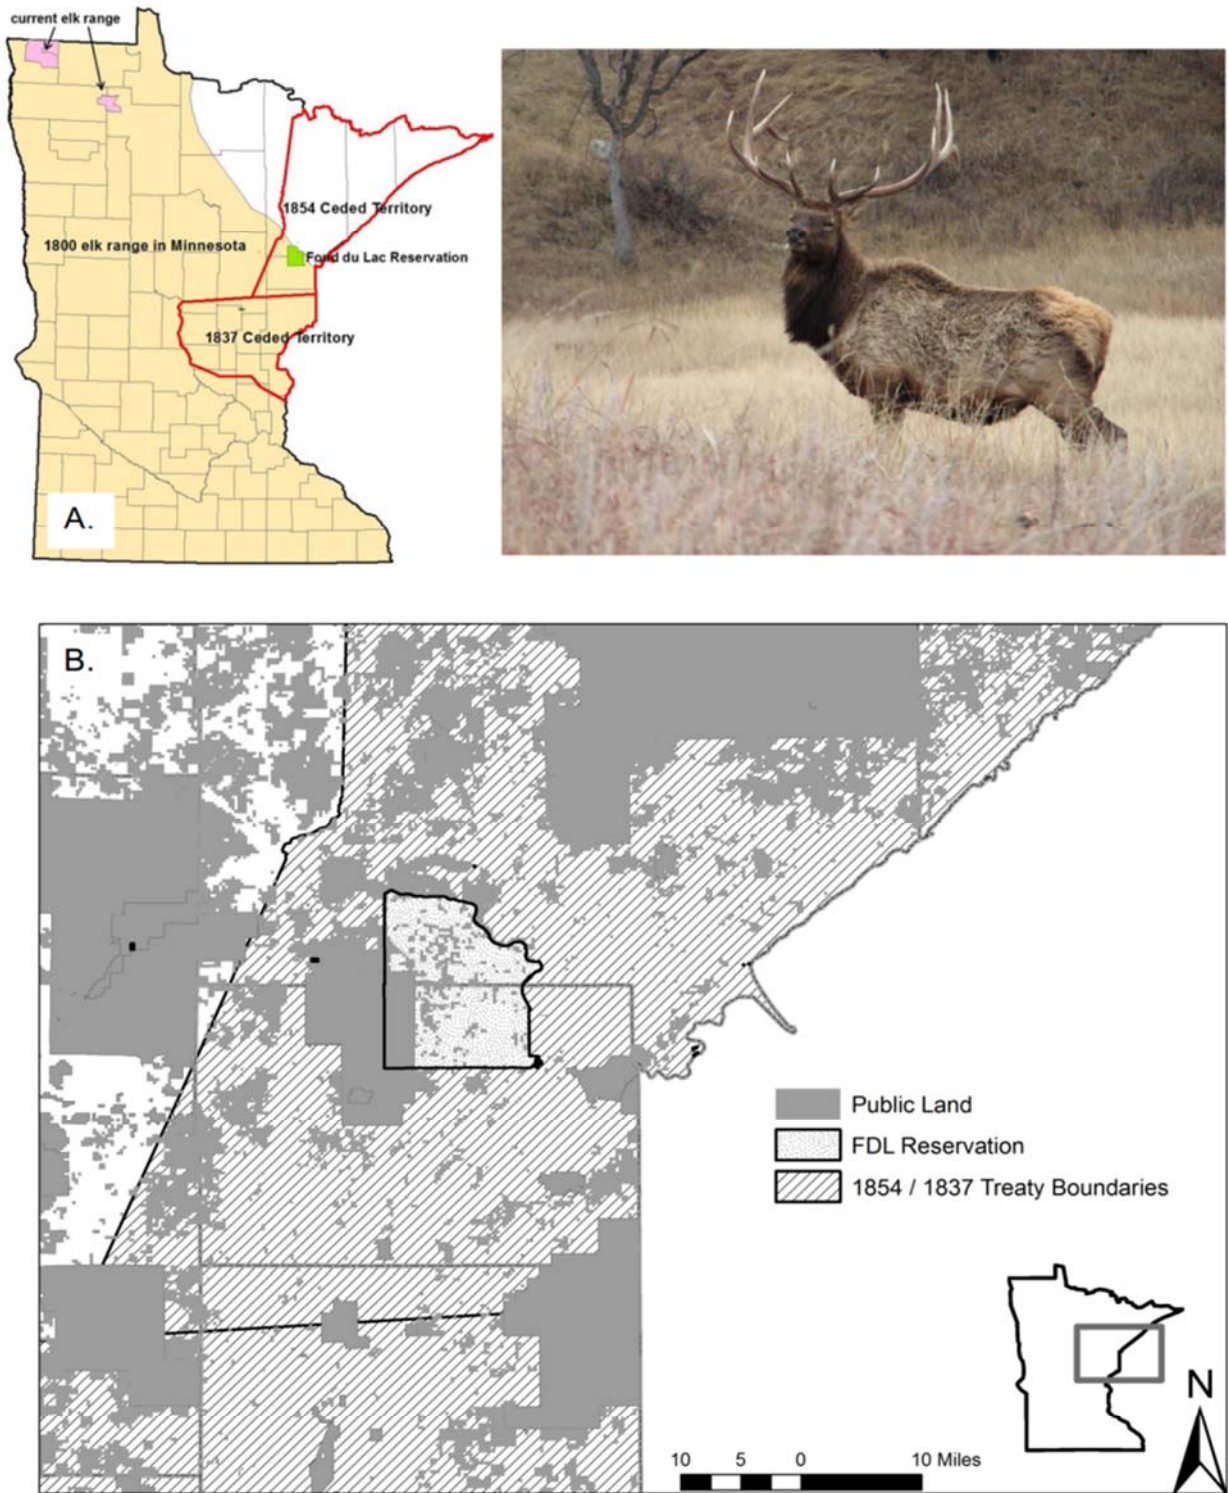 current elk range
1854 Ceded Territory
1800 elk range in Minnesota
Fond du Lac Reservation
1837 Ceded Territory
A.
B.
Public Land
FDL Reservation
1854 / 1837 Treaty Boundaries
N
10 5 0 10 Miles